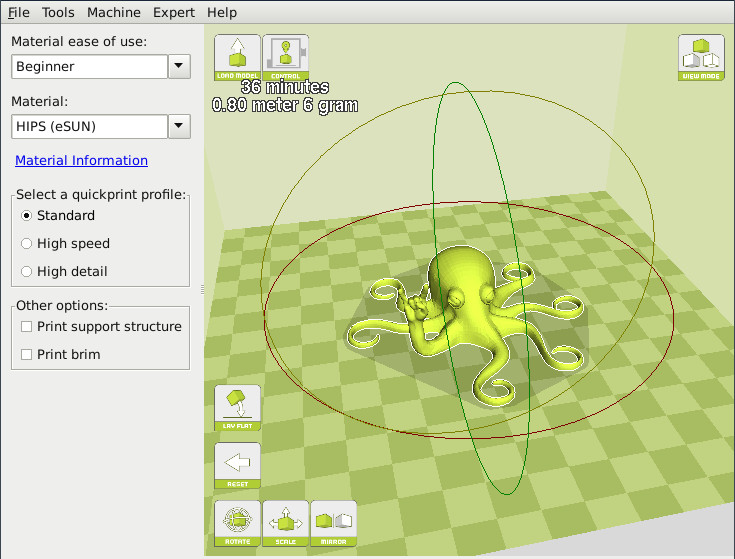 File Tools Machine Expert Help
Material ease of use:
Beginner
Material:
HIPS (eSUN)
Material Information
Select a quickprint profile:
Standard
High speed
High detail
Other options:
Print support structure
Print brim
LOAD MODEL
CONTROL
VIEW MODE
36 minutes
0.80 meter 6 gram
LAY FLAT
RESET
ROTATE
SCALE
MIRROR